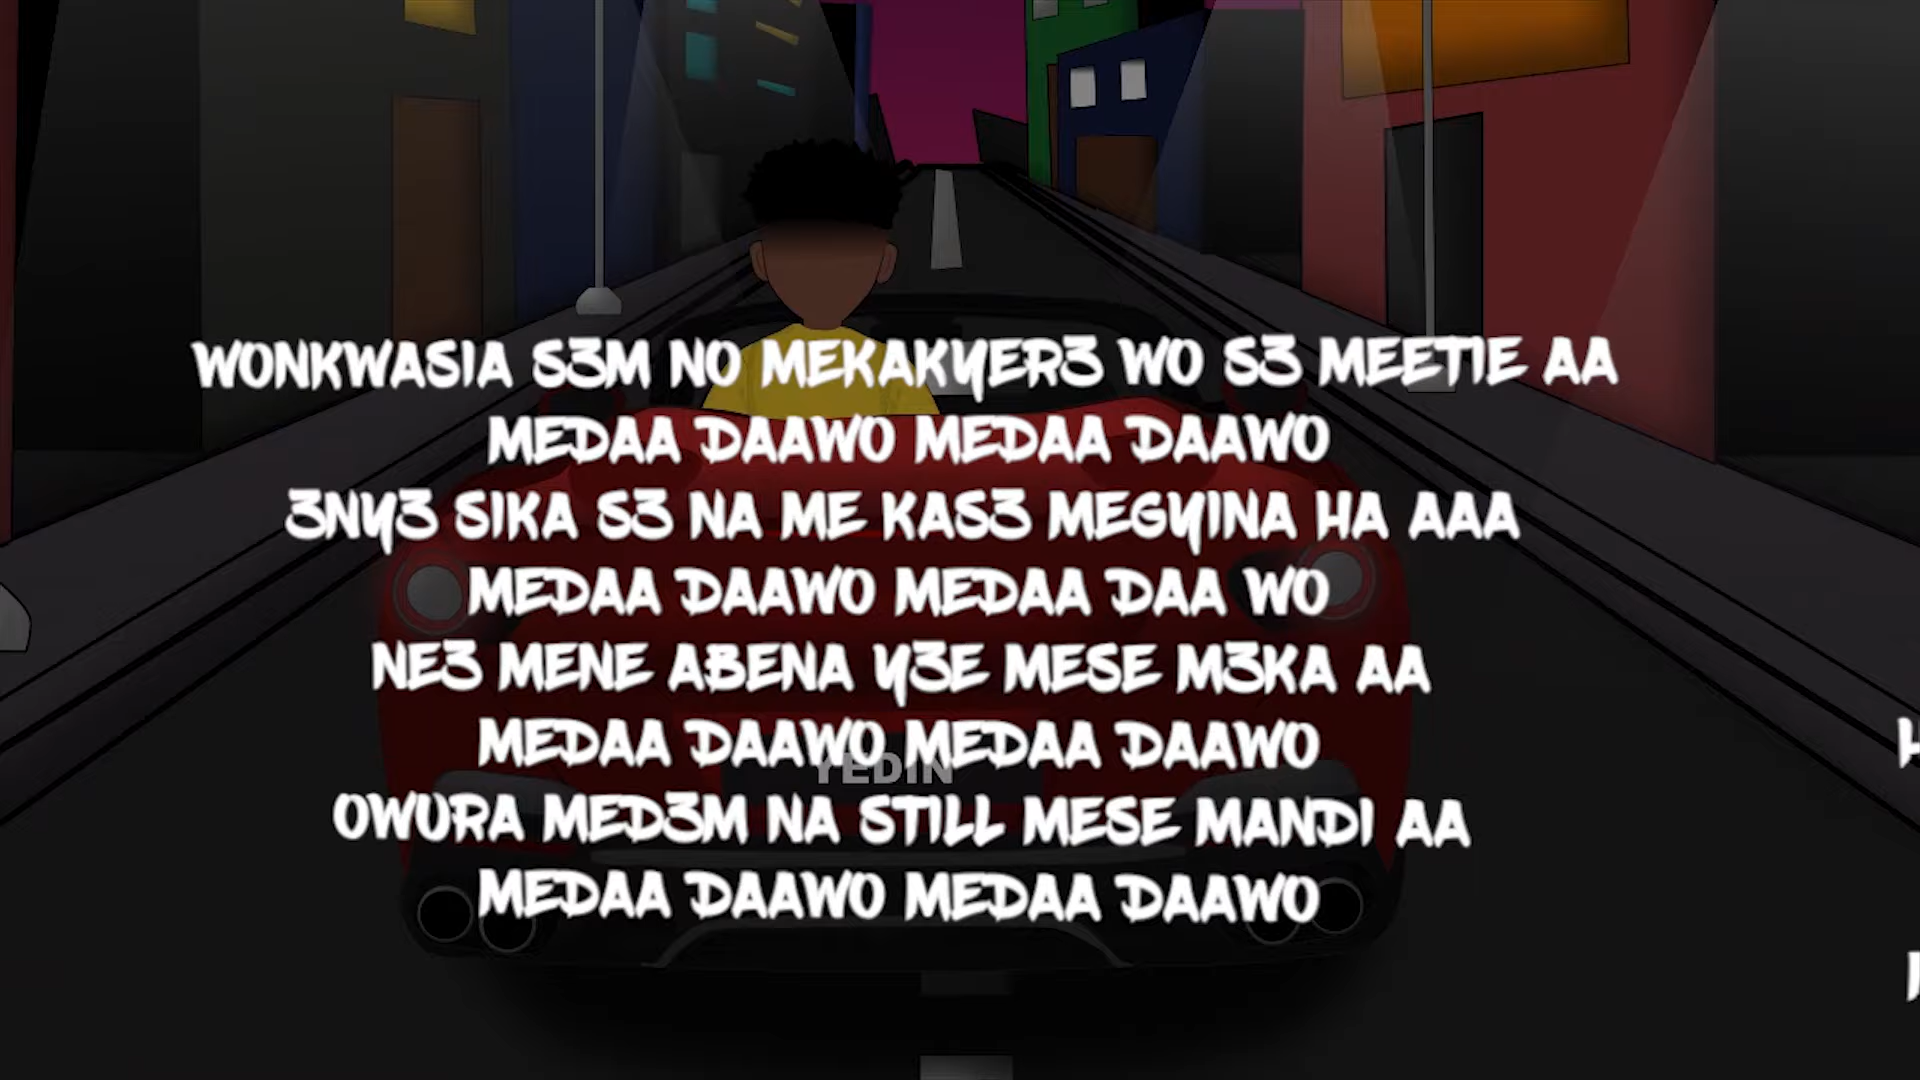 WONKWASIA S3M NO MEKAKYER3 WO S3 MEETIE AA
MEDAA DAAWO MEDAA DAAWO
3NY3 SIKA S3 NA ME KAS3 MEGYINA HA AAA
MEDAA DAAWO MEDAA DAA WO
NE3 MENE ABENA Y3E MESE M3KA AA
MEDAA DAAWO MEDAA DAAWO
YEDIN
OWURA MED3M NA STILL MESE MANDI AA
MEDAA DAAWO MEDAA DAAWO